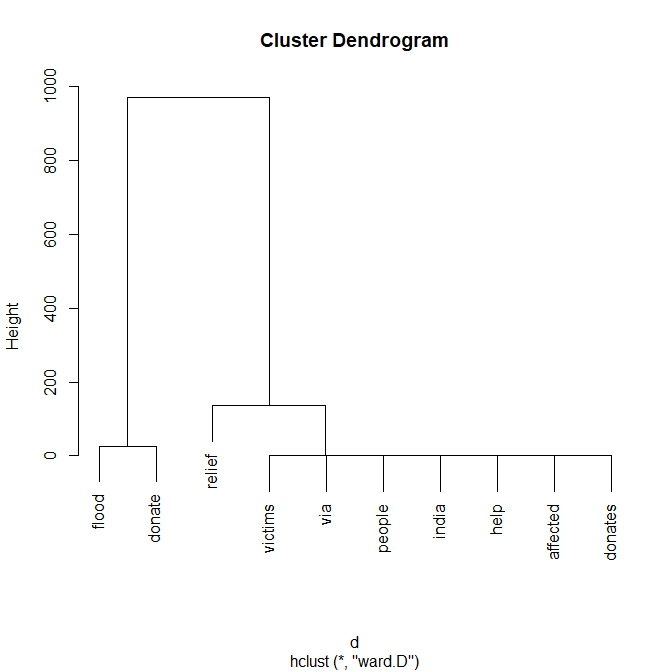 Cluster Dendrogram
Height
1000
800
600
400
200
0
flood
donate
relief
victims
via
people
india
help
affected
donates
d
hclust (*, "ward.D")